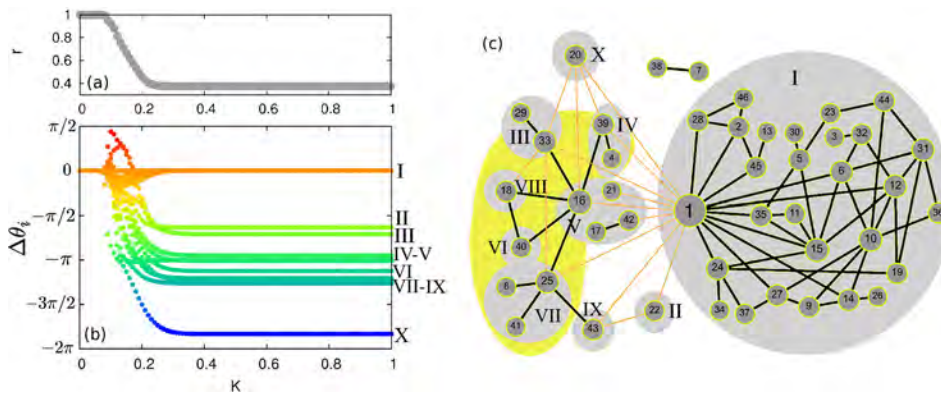 r
1
0.8
0.6
0.4
(a)
0
0.2
0.4
0.6
0.8
1
Δθi
π/2
0
−π/2
−π
−3π/2
−2π
(b)
I
II
III
IV-V
VI
VII-IX
X
0
0.2
0.4
0.6
0.8
1
K
(c)
20
X
38
7
I
29
III
33
39
IV
4
18
VIII
16
V
21
42
17
VI
40
25
6
VII
41
IX
43
22
II
1
46
28
2
13
45
30
5
23
44
3
32
31
6
12
35
11
15
10
36
24
19
27
34
37
9
14
26